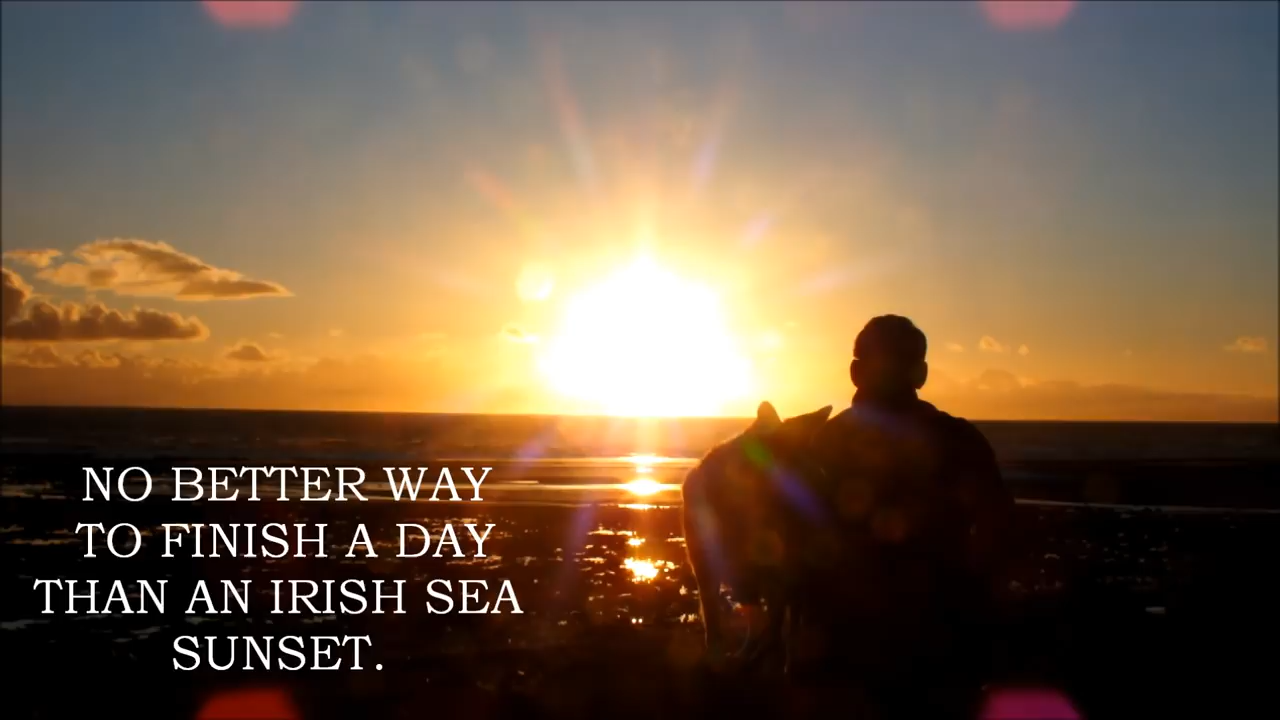 NO BETTER WAY
TO FINISH A DAY
THAN AN IRISH SEA
SUNSET.